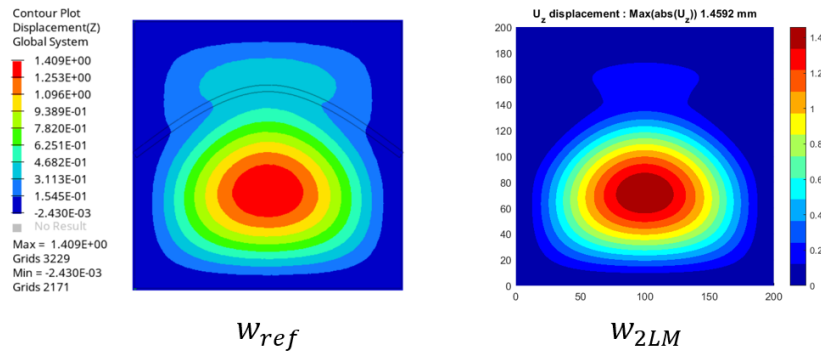 Contour Plot
Displacement(Z)
Global System
1.409E+00
1.253E+00
1.096E+00
9.389E-01
7.820E-01
6.251E-01
4.682E-01
3.113E-01
1.545E-01
-2.430E-03
No Result
Max = 1.409E+00
Grids 3229
Min = -2.430E-03
Grids 2171
w_ref
U_z displacement : Max(abs(U_z)) 1.4592 mm
200
180
160
140
120
100
80
60
40
20
0
0 50 100 150 200
1.4
1.2
1
0.8
0.6
0.4
0.2
0
w_2LM